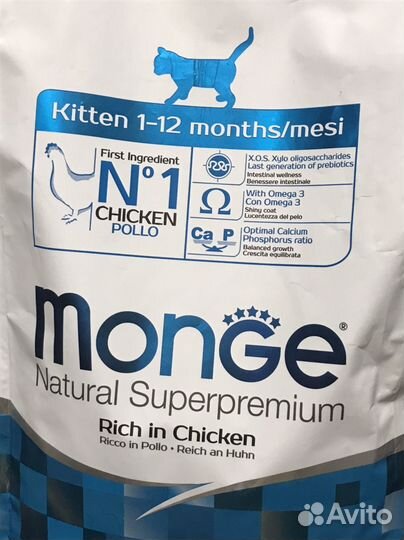 Kitten 1-12 months/mesi
First Ingredient
N°1
CHICKEN
POLLO
X.O.S. Xylo oligosaccharides
Last generation of prebiotics
Intestinal wellness
Benessere intestinale
Ω
With Omega 3
Con Omega 3
Shiny coat
Lucentezza del pelo
Ca P
Optimal Calcium
Phosphorus ratio
Balanced growth
Crescita equilibrata
monGe®
Natural Superpremium
Rich in Chicken
Ricco in Pollo • Reich an Huhn
Avito